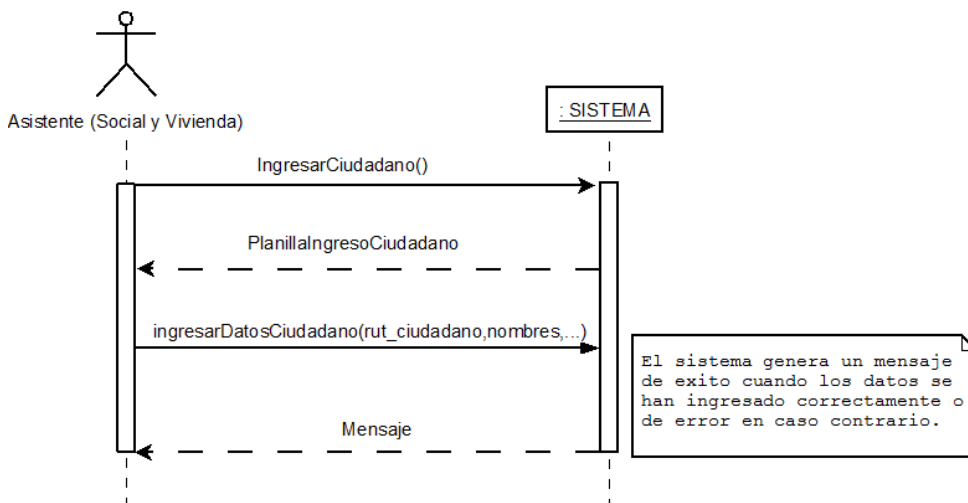 Asistente (Social y Vivienda)
: SISTEMA
IngresarCiudadano()
PlanillaIngresoCiudadano
ingresarDatosCiudadano(rut_ciudadano,nombres,...)
El sistema genera un mensaje
de exito cuando los datos se
han ingresado correctamente o
de error en caso contrario.
Mensaje